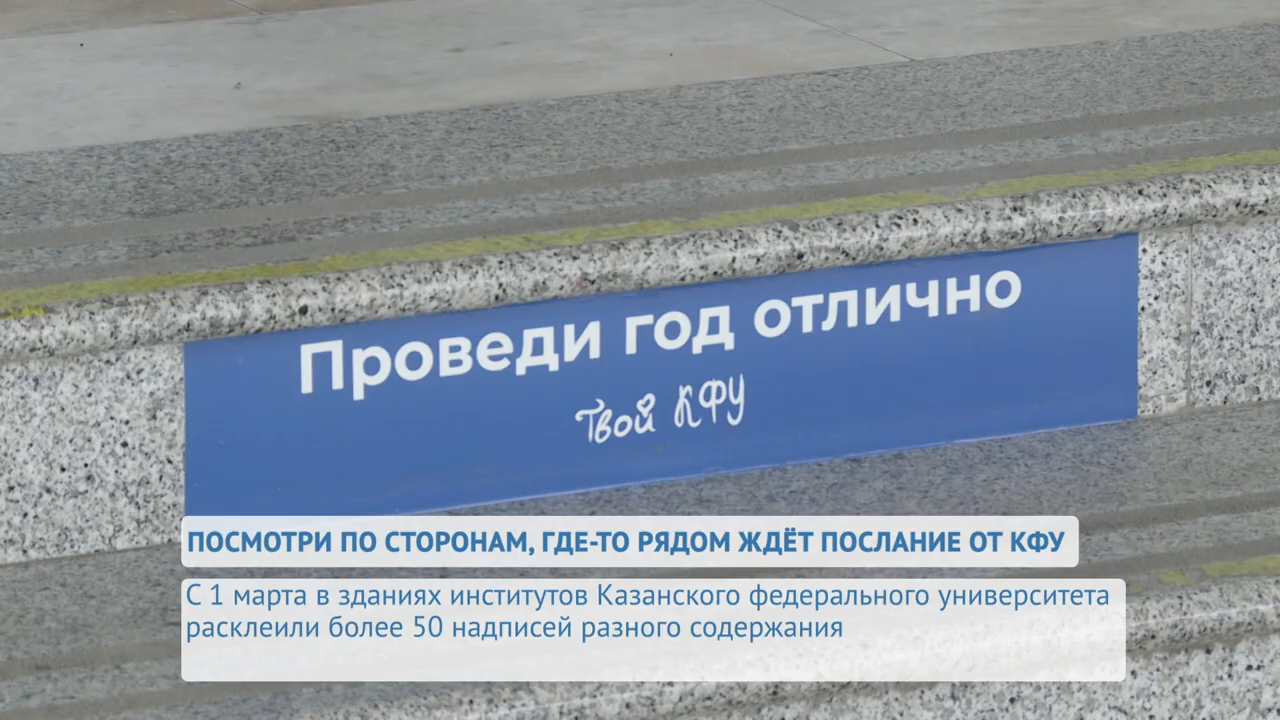 Проведи год отлично
Твой КФУ
ПОСМОТРИ ПО СТОРОНАМ, ГДЕ-ТО РЯДОМ ЖДЁТ ПОСЛАНИЕ ОТ КФУ
С 1 марта в зданиях институтов Казанского федерального университета
расклеили более 50 надписей разного содержания